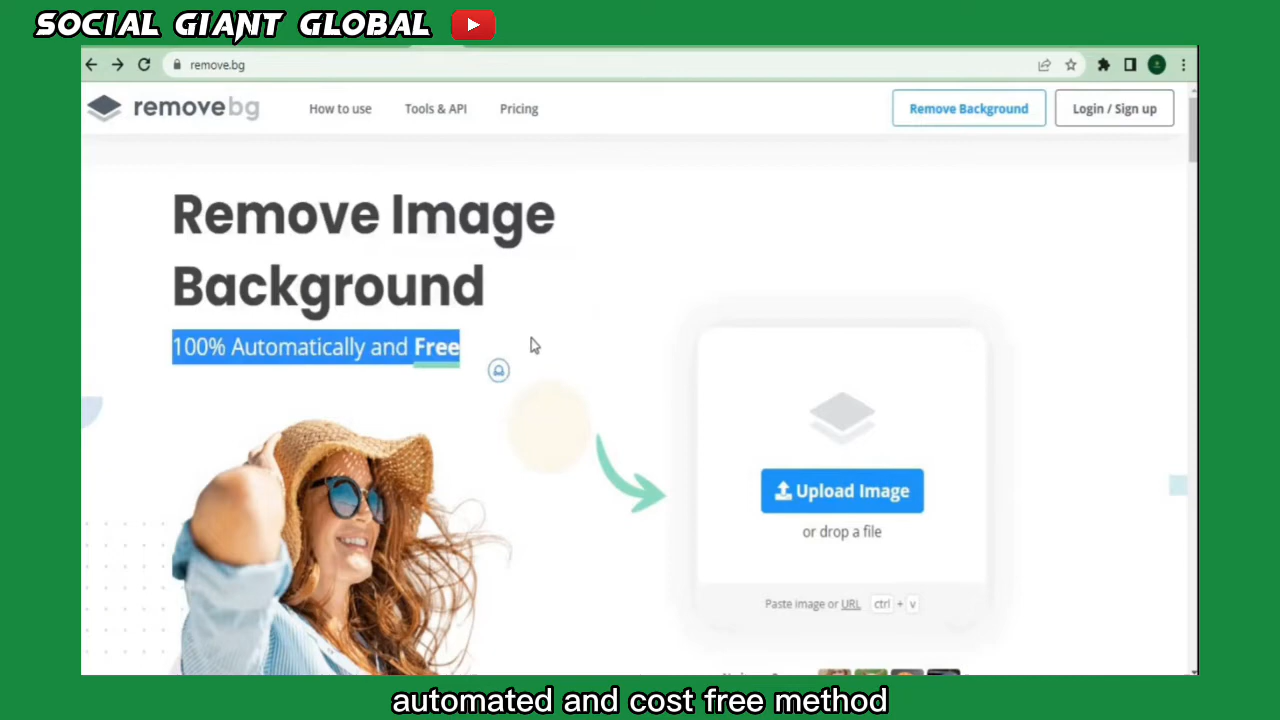 SOCIAL GIANT GLOBAL
remove.bg
removebg
How to use Tools & API Pricing
Remove Background Login / Sign up
Remove Image
Background
100% Automatically and Free
Upload Image
or drop a file
Paste image or URL ctrl + v
automated and cost free method